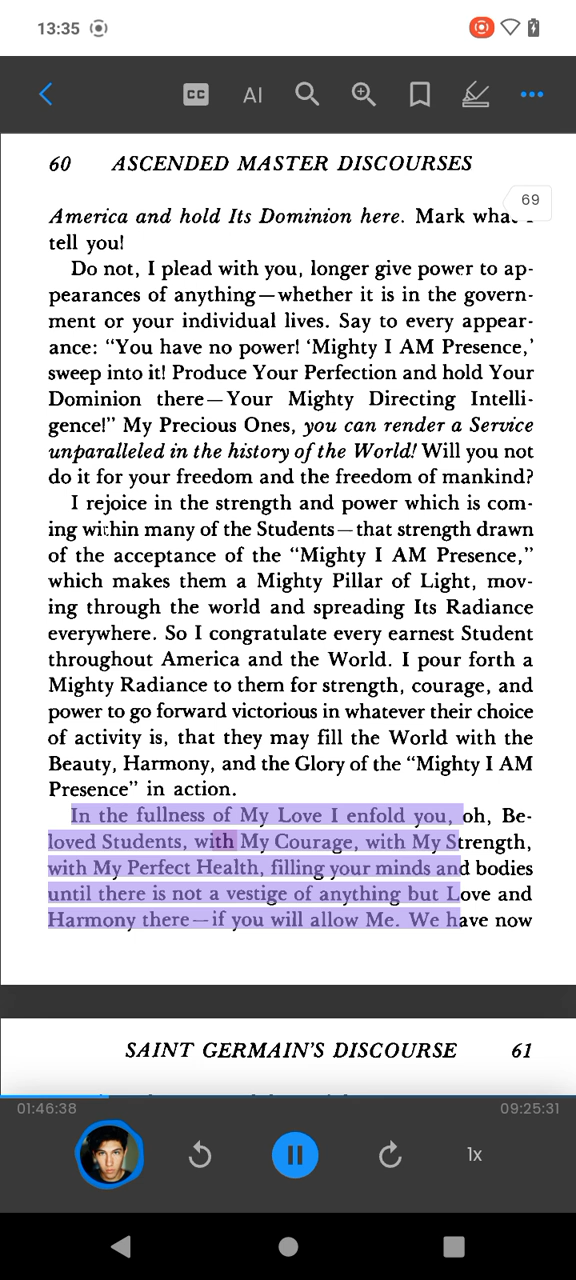 13:35
CC AI
60 ASCENDED MASTER DISCOURSES
69
America and hold Its Dominion here. Mark what I
tell you!
Do not, I plead with you, longer give power to ap-
pearances of anything—whether it is in the govern-
ment or your individual lives. Say to every appear-
ance: “You have no power! ‘Mighty I AM Presence,’
sweep into it! Produce Your Perfection and hold Your
Dominion there—Your Mighty Directing Intelli-
gence!” My Precious Ones, you can render a Service
unparalleled in the history of the World! Will you not
do it for your freedom and the freedom of mankind?
I rejoice in the strength and power which is com-
ing within many of the Students—that strength drawn
of the acceptance of the “Mighty I AM Presence,”
which makes them a Mighty Pillar of Light, mov-
ing through the world and spreading Its Radiance
everywhere. So I congratulate every earnest Student
throughout America and the World. I pour forth a
Mighty Radiance to them for strength, courage, and
power to go forward victorious in whatever their choice
of activity is, that they may fill the World with the
Beauty, Harmony, and the Glory of the “Mighty I AM
Presence” in action.
In the fullness of My Love I enfold you, oh, Be-
loved Students, with My Courage, with My Strength,
with My Perfect Health, filling your minds and bodies
until there is not a vestige of anything but Love and
Harmony there—if you will allow Me. We have now
SAINT GERMAIN’S DISCOURSE 61
01:46:38 09:25:31
1x